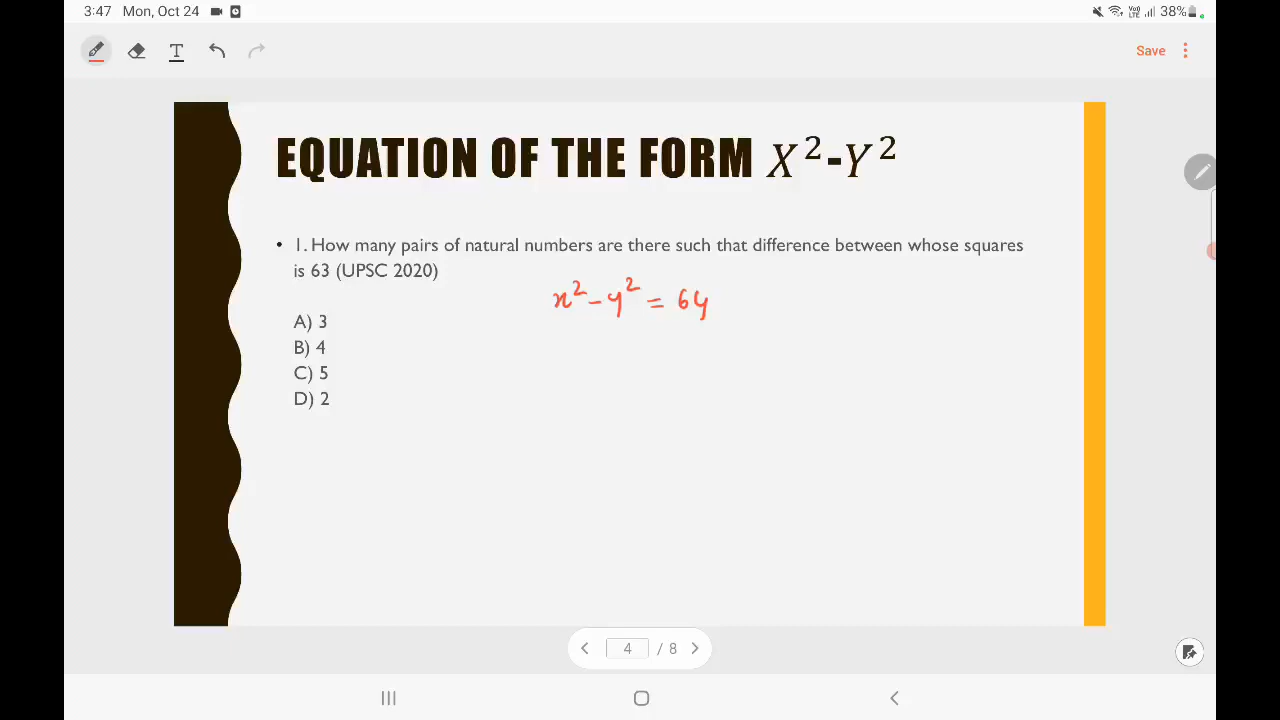 3:47 Mon, Oct 24
38%
T
Save
EQUATION OF THE FORM X²-Y²
• 1. How many pairs of natural numbers are there such that difference between whose squares
is 63 (UPSC 2020)
x² - y² = 64
A) 3
B) 4
C) 5
D) 2
4 / 8